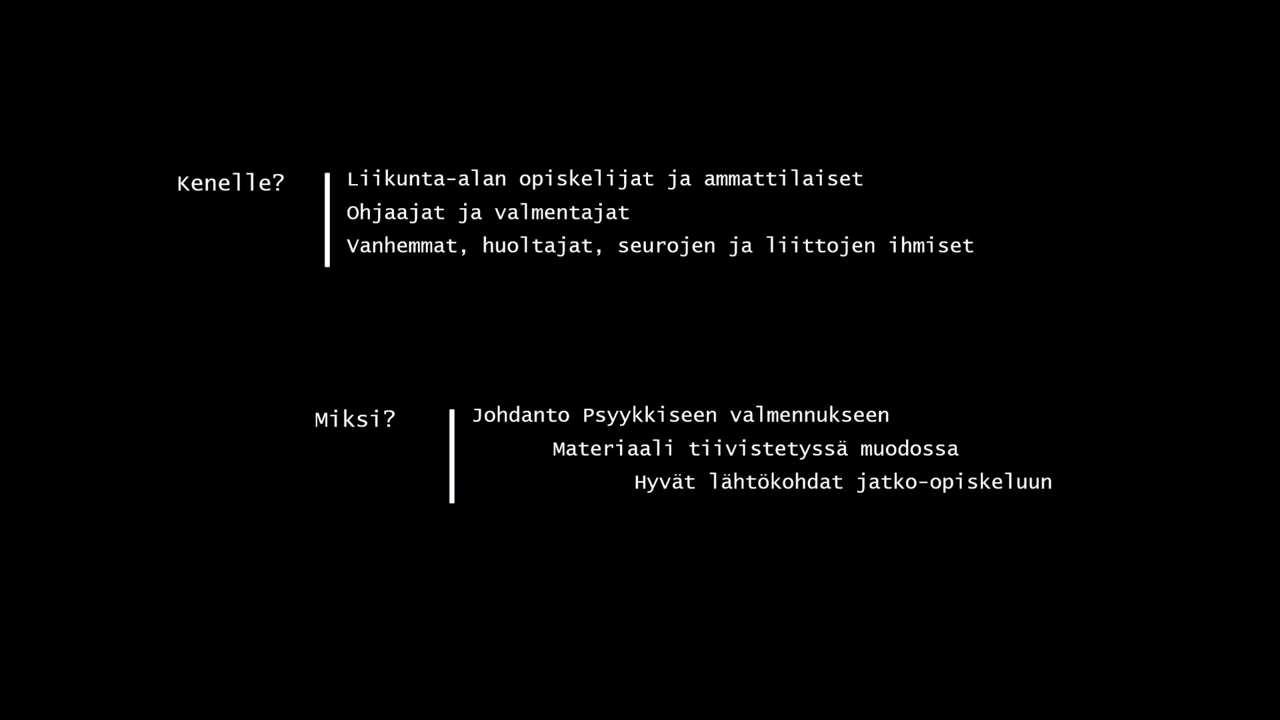 Kenelle?
Liikunta-alan opiskelijat ja ammattilaiset
Ohjaajat ja valmentajat
Vanhemmat, huoltajat, seurojen ja liittojen ihmiset
Miksi?
Johdanto Psyykkiseen valmennukseen
Materiaali tiivistetyssä muodossa
Hyvät lähtökohdat jatko-opiskeluun